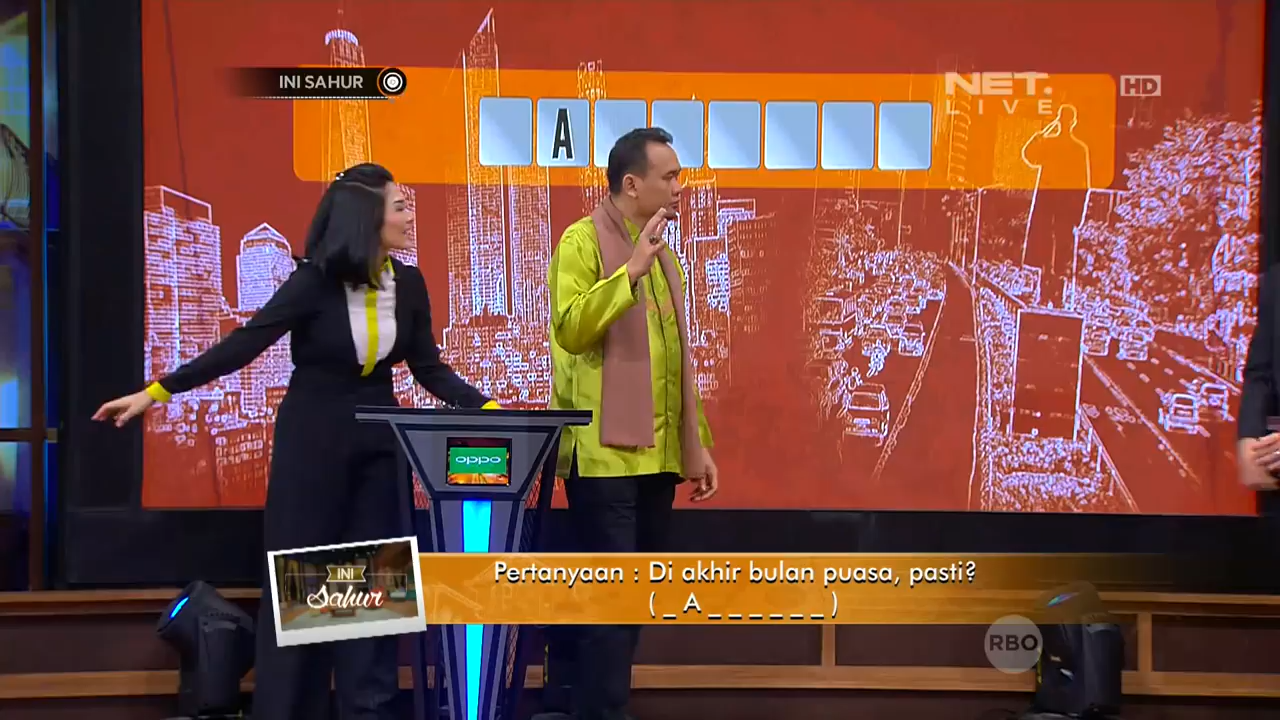 INI SAHUR
NET.
LIVE
HD
A
oppo
INI
Sahur
Pertanyaan : Di akhir bulan puasa, pasti?
( _ A _ _ _ _ _ _ )
RBO